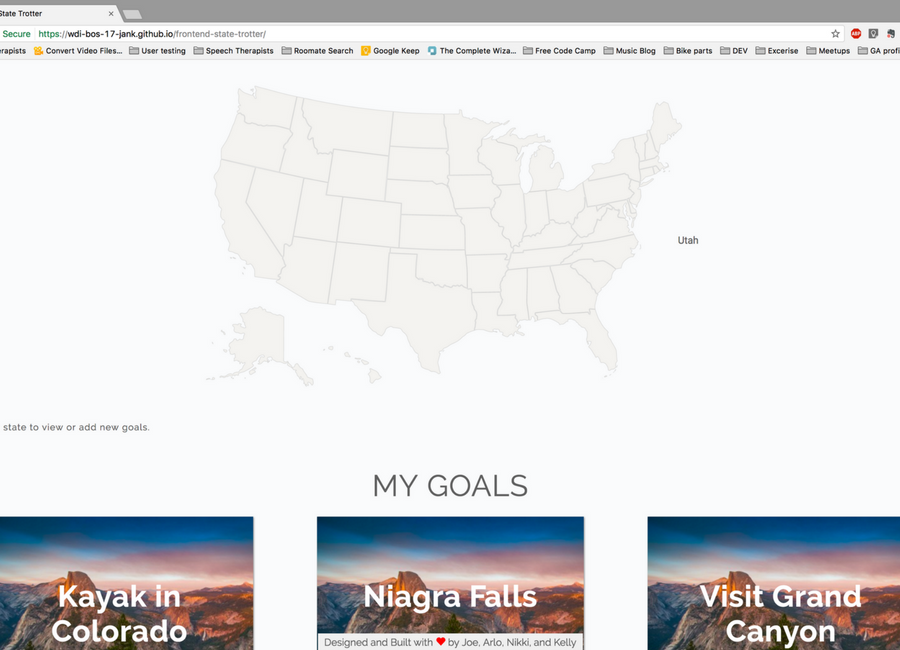 State Trotter
Secure https://wdi-bos-17-jank.github.io/frontend-state-trotter/
erapists Convert Video Files... User testing Speech Therapists Roomate Search Google Keep The Complete Wiza... Free Code Camp Music Blog Bike parts DEV Excerise Meetups GA profi
Utah
state to view or add new goals.
MY GOALS
Kayak in
Colorado
Niagra Falls
Visit Grand
Canyon
Designed and Built with ❤ by Joe, Arlo, Nikki, and Kelly